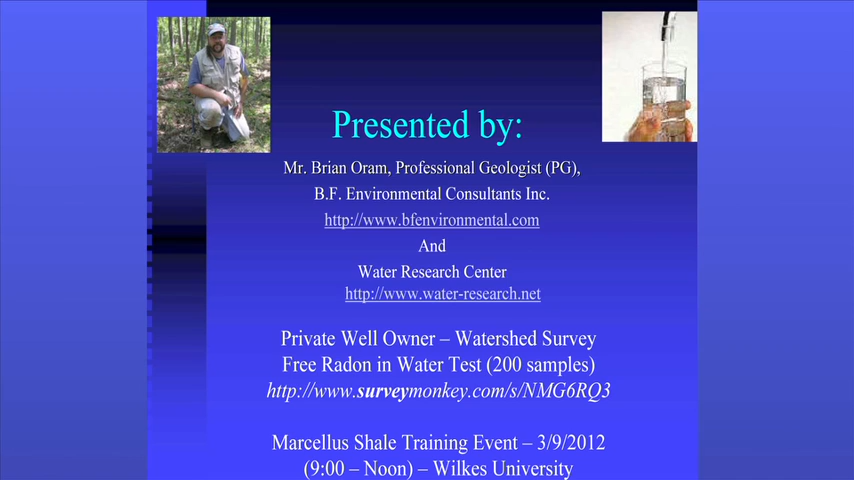 Presented by:
Mr. Brian Oram, Professional Geologist (PG),
B.F. Environmental Consultants Inc.
http://www.bfenvironmental.com
And
Water Research Center
http://www.water-research.net
Private Well Owner – Watershed Survey
Free Radon in Water Test (200 samples)
http://www.surveymonkey.com/s/NMG6RQ3
Marcellus Shale Training Event – 3/9/2012
(9:00 – Noon) – Wilkes University